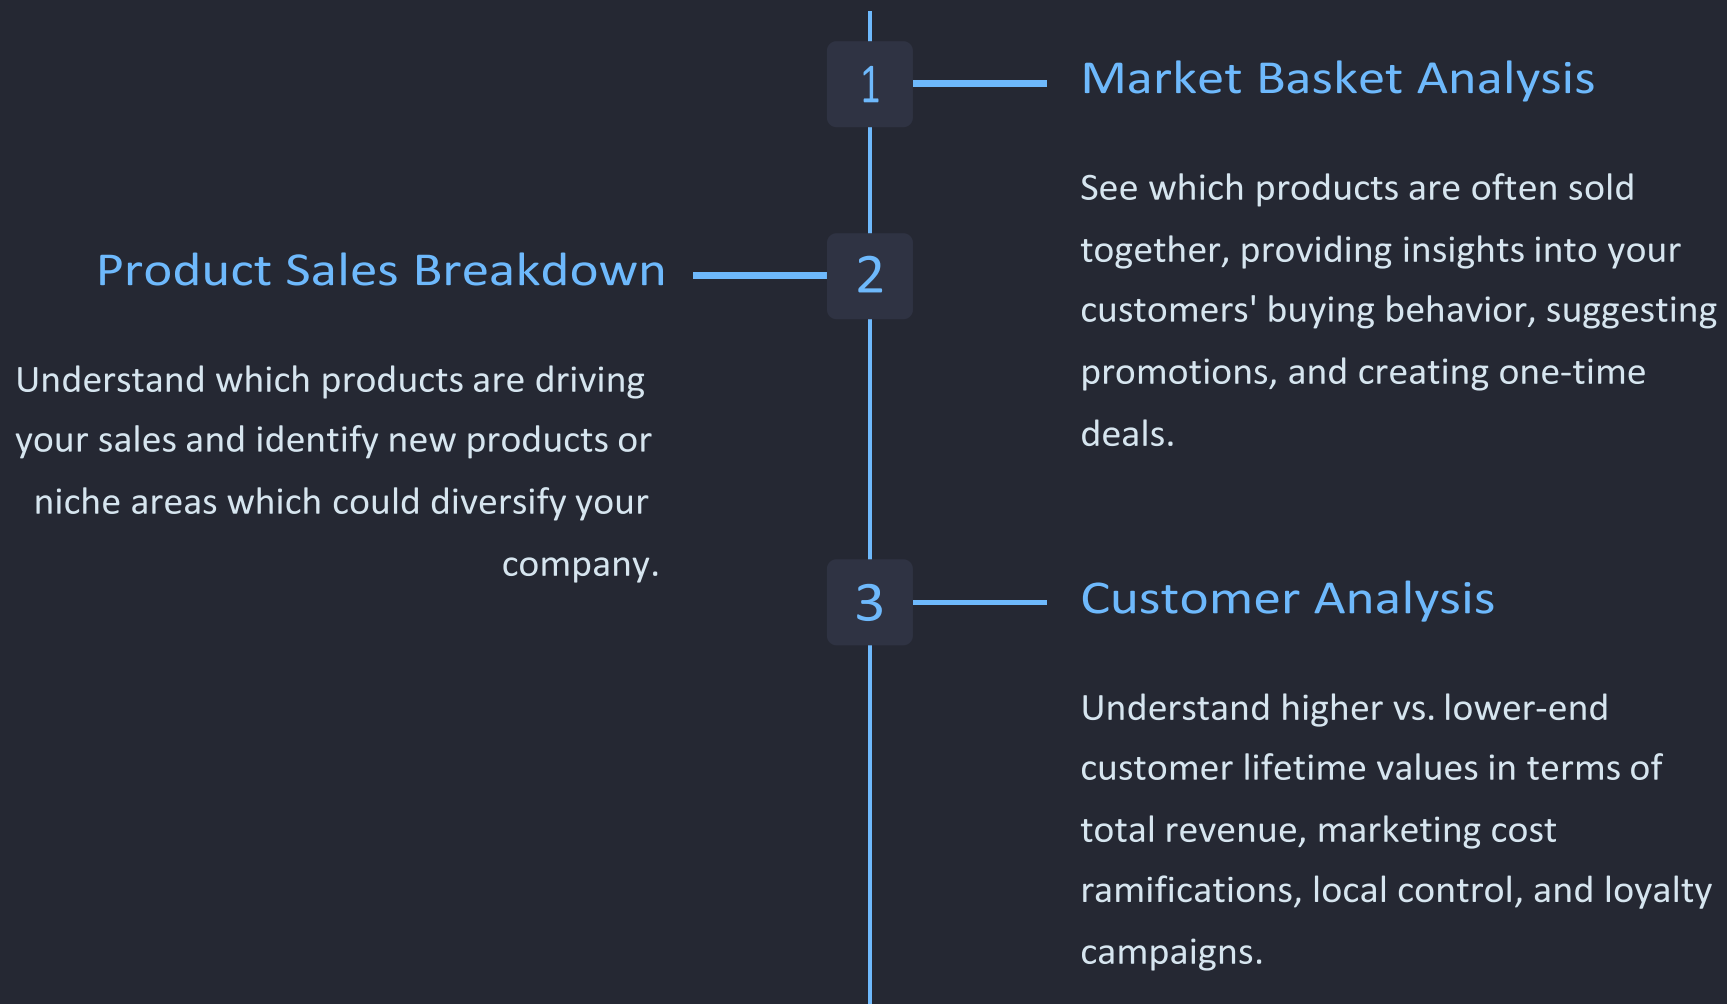 1
Market Basket Analysis
See which products are often sold
together, providing insights into your
customers' buying behavior, suggesting
promotions, and creating one-time
deals.
2
Product Sales Breakdown
Understand which products are driving
your sales and identify new products or
niche areas which could diversify your
company.
3
Customer Analysis
Understand higher vs. lower-end
customer lifetime values in terms of
total revenue, marketing cost
ramifications, local control, and loyalty
campaigns.